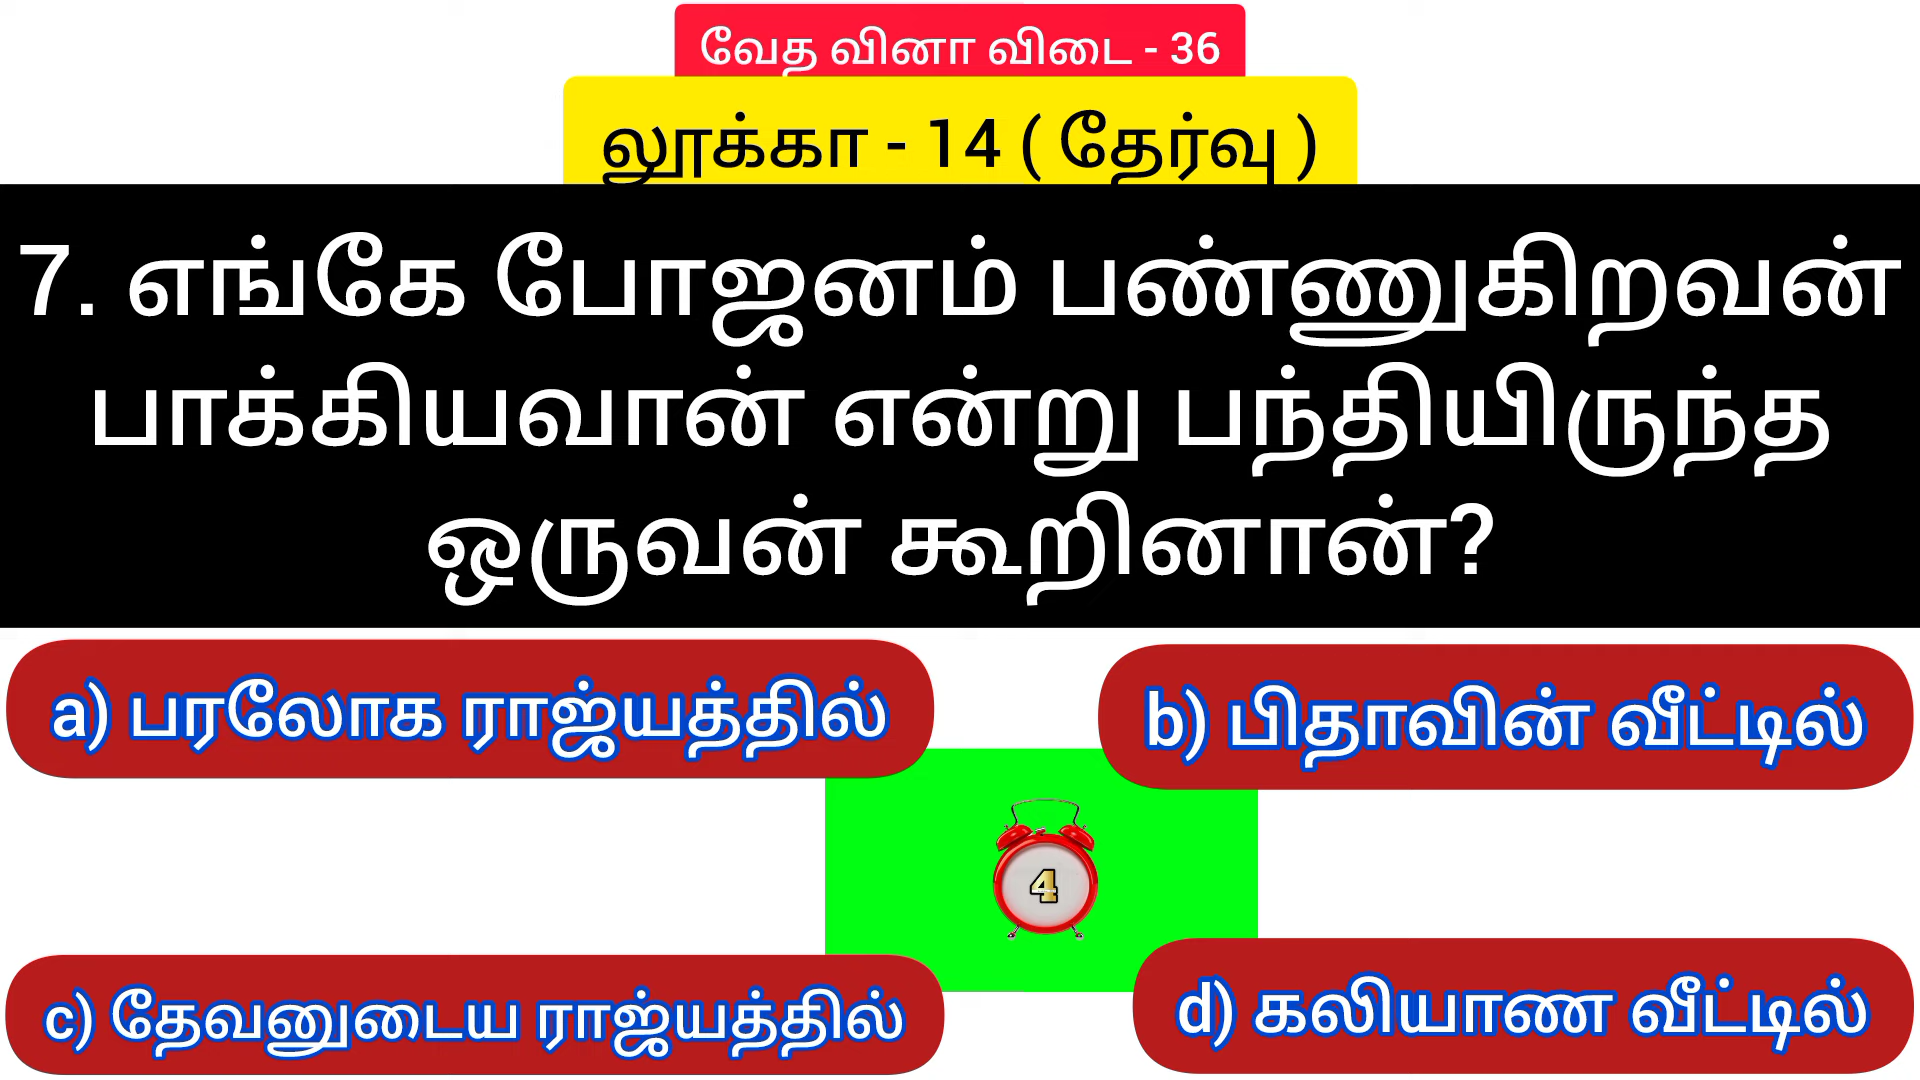 வேத வினா விடை - 36
லூக்கா - 14 ( தேர்வு )
7. எங்கே போஜனம் பண்ணுகிறவன்
பாக்கியவான் என்று பந்தியிருந்த
ஒருவன் கூறினான்?
a) பரலோக ராஜ்யத்தில்
b) பிதாவின் வீட்டில்
4
c) தேவனுடைய ராஜ்யத்தில்
d) கலியாண வீட்டில்